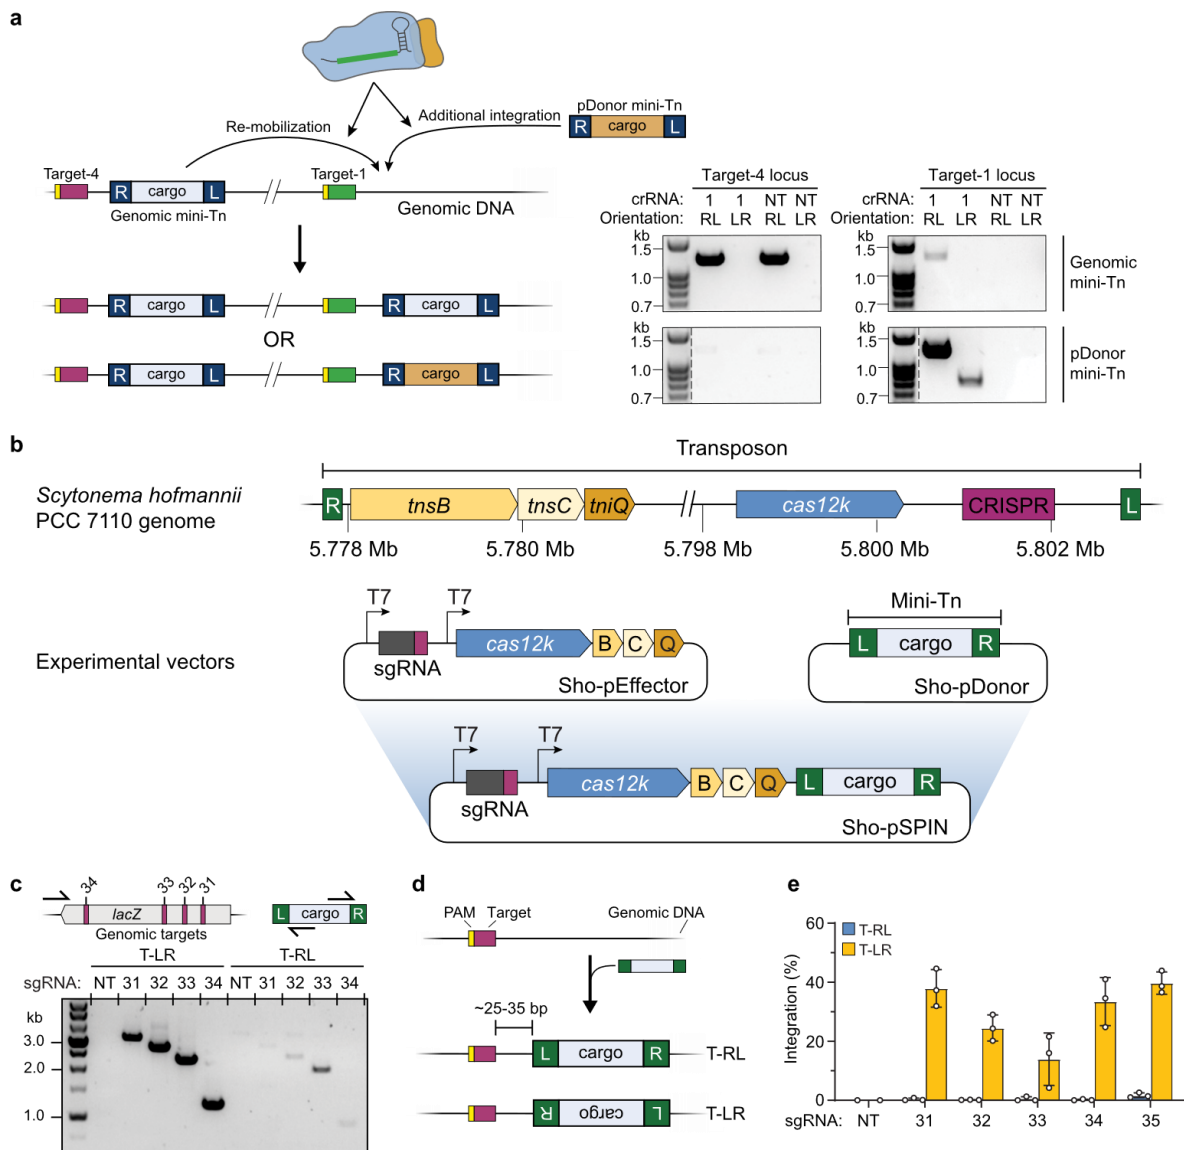 a
pDonor mini-Tn
Additional integration
R cargo L
Re-mobilization
Target-4
Target-1
R cargo L
Genomic mini-Tn
Genomic DNA
R cargo L
R cargo L
OR
R cargo L
R cargo L
Target-4 locus
crRNA: 1 1 NT NT
Orientation: RL LR RL LR
kb
1.5
1.0
0.7
kb
1.5
1.0
0.7
Target-1 locus
1 1 NT NT
RL LR RL LR
1.5
1.0
0.7
Genomic
mini-Tn
kb
1.5
1.0
0.7
pDonor
mini-Tn
b
Transposon
Scytonema hofmannii
PCC 7110 genome
R tnsB tnsC tniQ cas12k CRISPR L
5.778 Mb 5.780 Mb 5.798 Mb 5.800 Mb 5.802 Mb
Experimental vectors
T7 T7
sgRNA cas12k B C Q
Sho-pEffector
Mini-Tn
L cargo R
Sho-pDonor
T7 T7
sgRNA cas12k B C Q L cargo R
Sho-pSPIN
c
34 33 32 31
lacZ
Genomic targets
L cargo R
T-LR T-RL
sgRNA: NT 31 32 33 34 NT 31 32 33 34
kb
3.0
2.0
1.0
d
PAM Target Genomic DNA
~25-35 bp
L cargo R T-RL
R cargo L T-LR
e
T-RL
T-LR
Integration (%)
60
40
20
0
sgRNA: NT 31 32 33 34 35